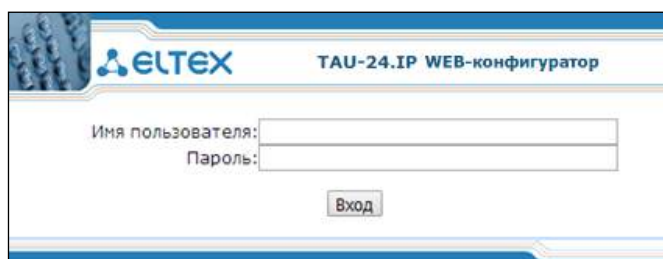 ELTEX TAU-24.IP WEB-конфигуратор
Имя пользователя:
Пароль:
Вход